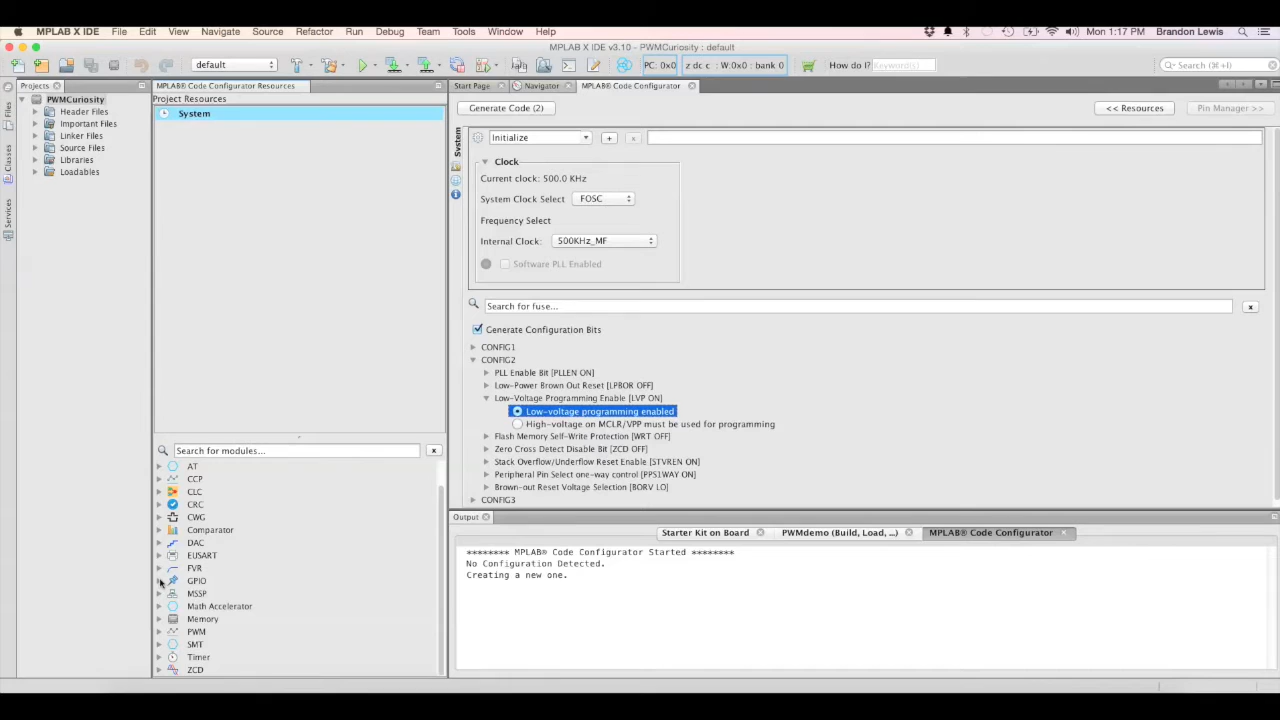 MPLAB X IDE File Edit View Navigate Source Refactor Run Debug Team Tools Window Help Mon 1:17 PM Brandon Lewis
MPLAB X IDE v3.10 - PWMCuriosity : default
default PC: 0x0 z dc c : W:0x0 : bank 0 How do I? Keyword(s) Search (⌘+I)
Projects MPLAB® Code Configurator Resources Start Page Navigator MPLAB® Code Configurator
Files
Classes
Services
PWMCuriosity
Header Files
Important Files
Linker Files
Source Files
Libraries
Loadables
Project Resources
System
Search for modules...
AT
CCP
CLC
CRC
CWG
Comparator
DAC
EUSART
FVR
GPIO
MSSP
Math Accelerator
Memory
PWM
SMT
Timer
ZCD
Generate Code (2) << Resources Pin Manager >>
System
Initialize + x
Clock
Current clock: 500.0 KHz
System Clock Select FOSC
Frequency Select
Internal Clock: 500KHz_MF
Software PLL Enabled
Search for fuse... x
Generate Configuration Bits
CONFIG1
CONFIG2
PLL Enable Bit [PLLEN ON]
Low-Power Brown Out Reset [LPBOR OFF]
Low-Voltage Programming Enable [LVP ON]
Low-voltage programming enabled
High-voltage on MCLR/VPP must be used for programming
Flash Memory Self-Write Protection [WRT OFF]
Zero Cross Detect Disable Bit [ZCD OFF]
Stack Overflow/Underflow Reset Enable [STVREN ON]
Peripheral Pin Select one-way control [PPS1WAY ON]
Brown-out Reset Voltage Selection [BORV LO]
CONFIG3
Output
Starter Kit on Board PWMdemo (Build, Load, ...) MPLAB® Code Configurator
******** MPLAB® Code Configurator Started ********
No Configuration Detected.
Creating a new one.